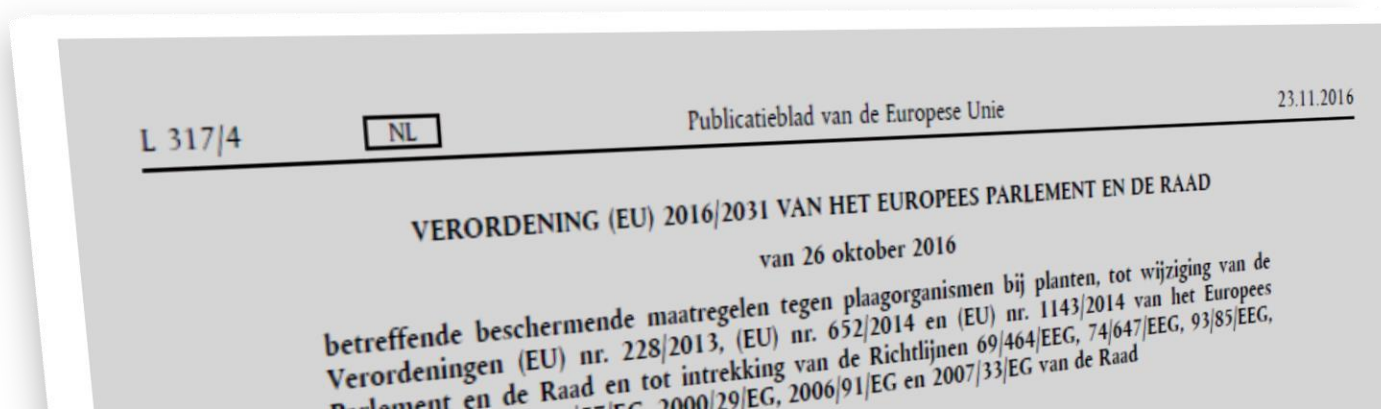 L 317/4 NL Publicatieblad van de Europese Unie 23.11.2016
VERORDENING (EU) 2016/2031 VAN HET EUROPEES PARLEMENT EN DE RAAD
van 26 oktober 2016
betreffende beschermende maatregelen tegen plaagorganismen bij planten, tot wijziging van de
Verordeningen (EU) nr. 228/2013, (EU) nr. 652/2014 en (EU) nr. 1143/2014 van het Europees
Parlement en de Raad en tot intrekking van de Richtlijnen 69/464/EEG, 74/647/EEG, 93/85/EEG,
2000/29/EG, 2006/91/EG en 2007/33/EG van de Raad